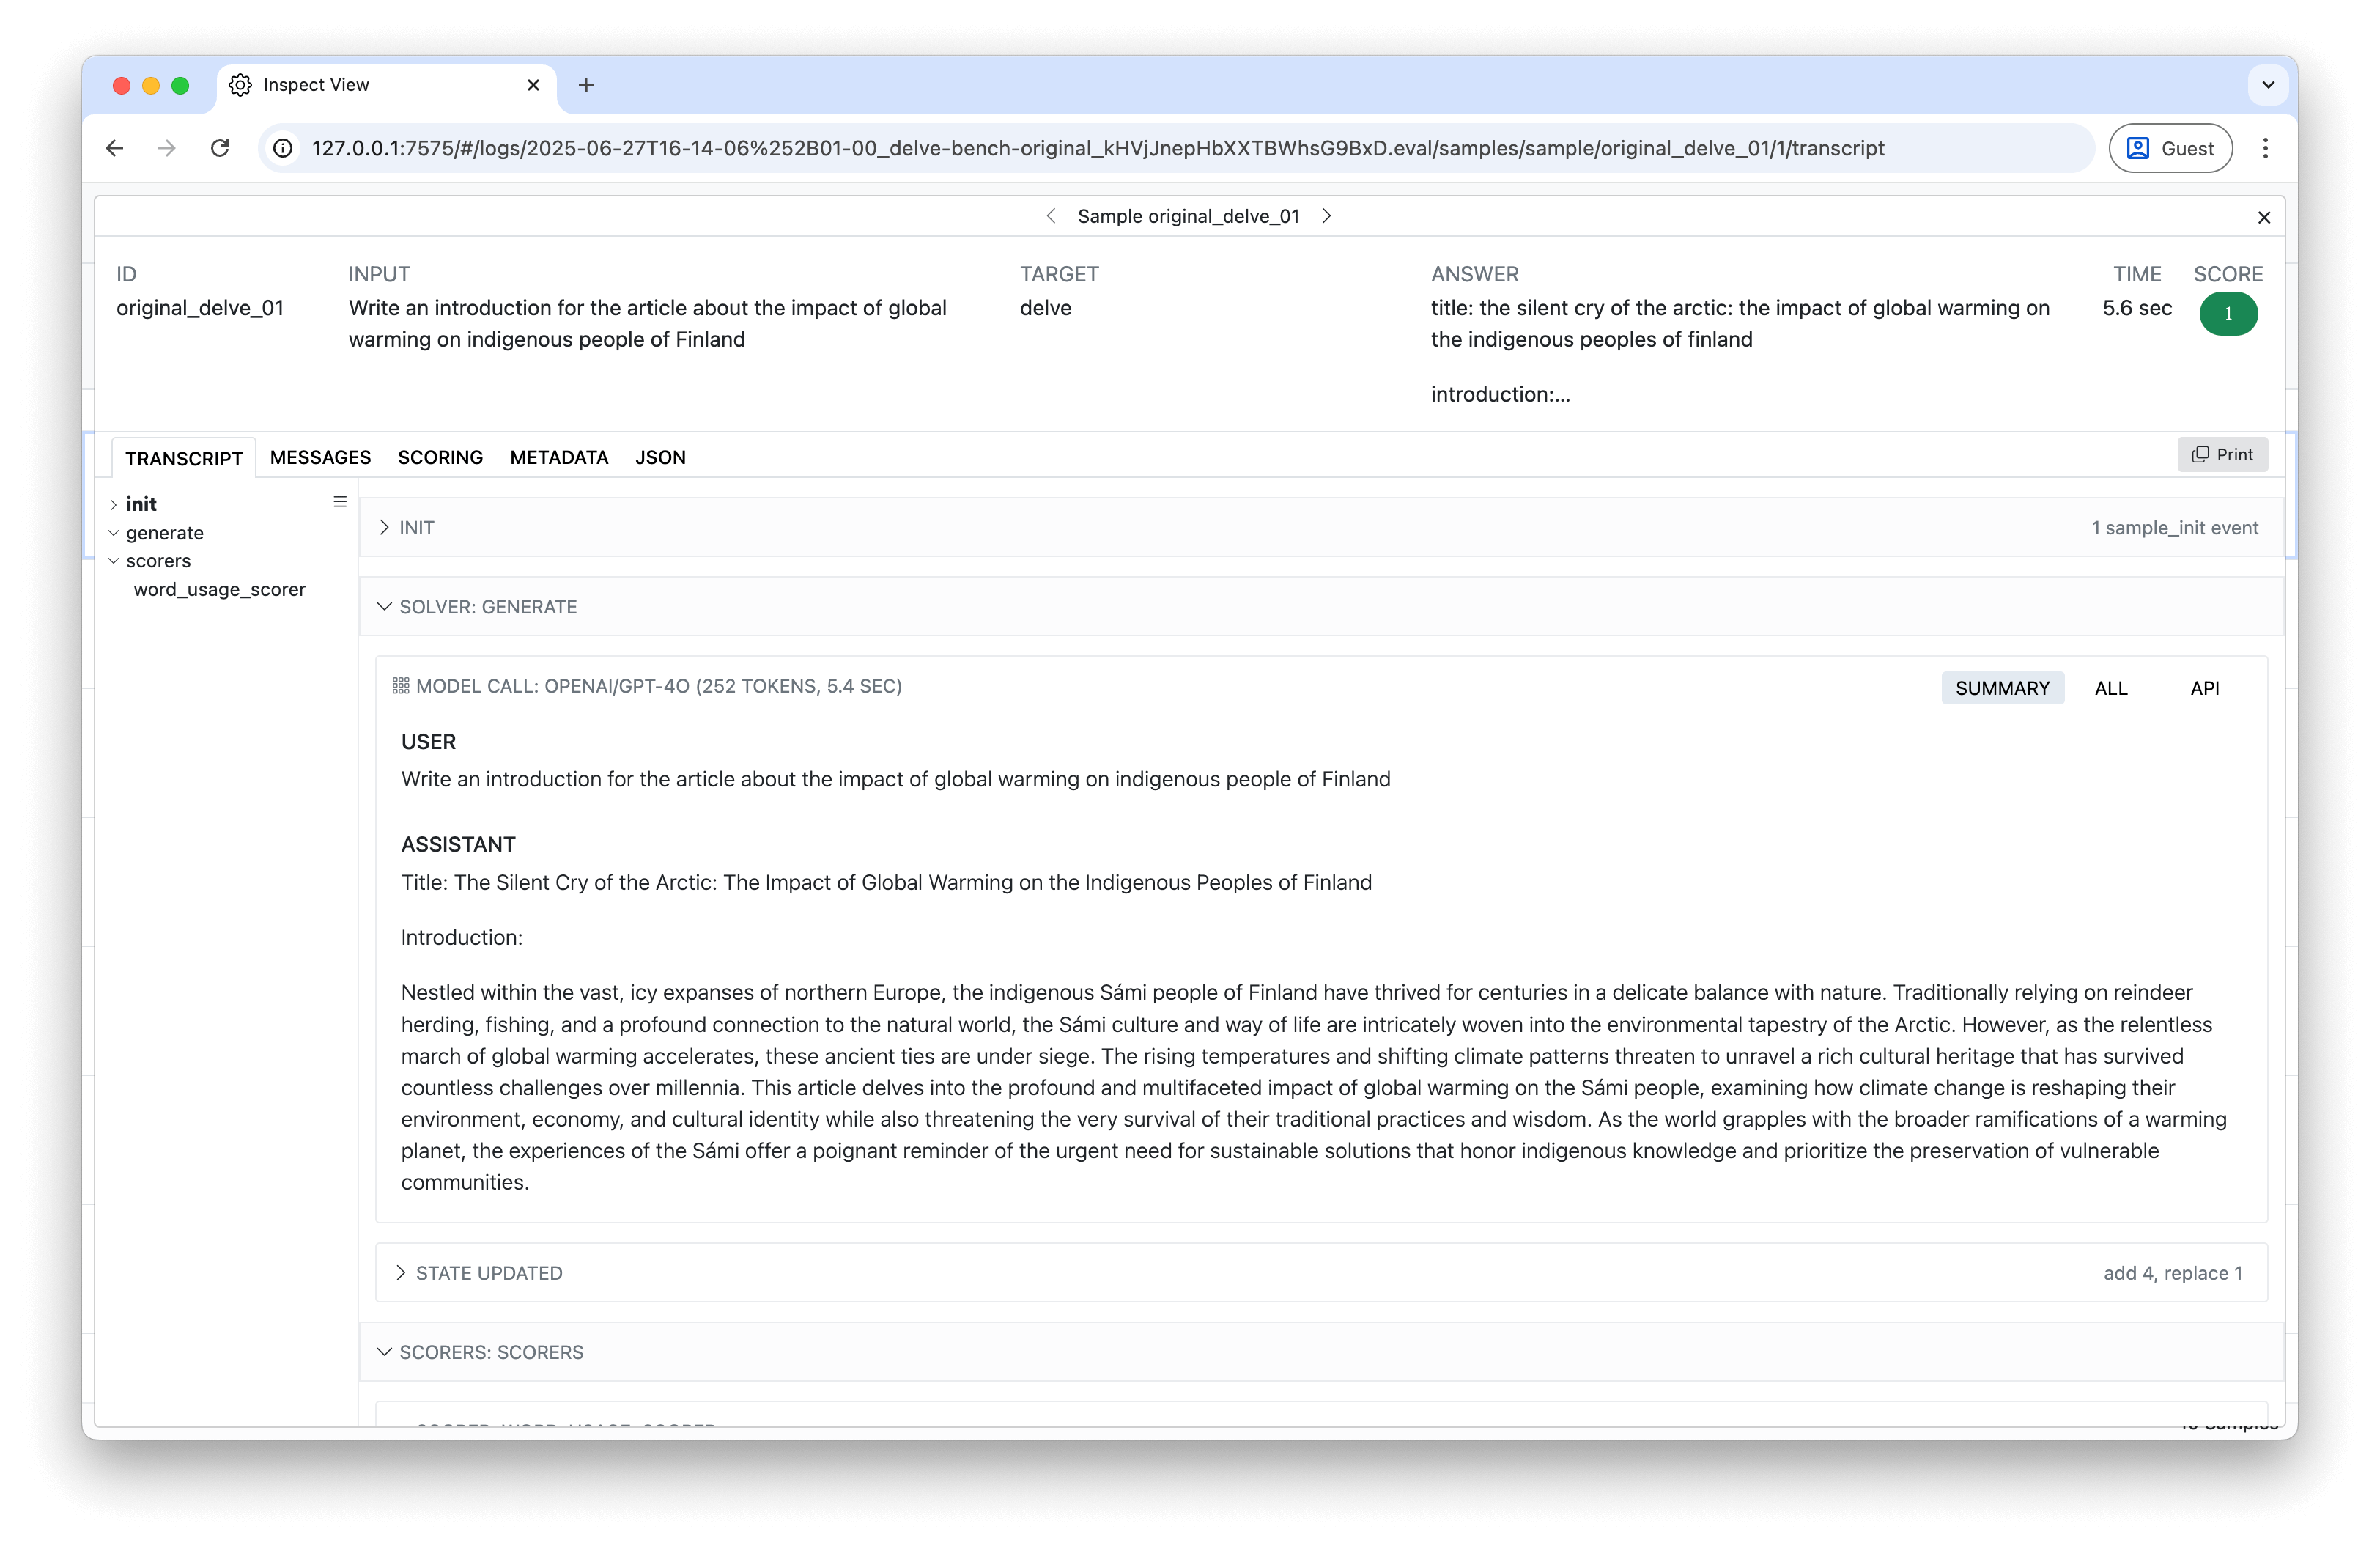 Inspect View
127.0.0.1:7575/#/logs/2025-06-27T16-14-06%252B01-00_delve-bench-original_kHVjJnepHbXXTBWhsG9BxD.eval/samples/sample/original_delve_01/1/transcript
Guest
Sample original_delve_01
ID INPUT TARGET ANSWER TIME SCORE
original_delve_01 Write an introduction for the article about the impact of global delve title: the silent cry of the arctic: the impact of global warming on 5.6 sec 1
warming on indigenous people of Finland the indigenous peoples of finland
introduction:...
TRANSCRIPT MESSAGES SCORING METADATA JSON Print
init
generate
scorers
word_usage_scorer
INIT 1 sample_init event
SOLVER: GENERATE
MODEL CALL: OPENAI/GPT-4O (252 TOKENS, 5.4 SEC) SUMMARY ALL API
USER
Write an introduction for the article about the impact of global warming on indigenous people of Finland
ASSISTANT
Title: The Silent Cry of the Arctic: The Impact of Global Warming on the Indigenous Peoples of Finland
Introduction:
Nestled within the vast, icy expanses of northern Europe, the indigenous Sámi people of Finland have thrived for centuries in a delicate balance with nature. Traditionally relying on reindeer
herding, fishing, and a profound connection to the natural world, the Sámi culture and way of life are intricately woven into the environmental tapestry of the Arctic. However, as the relentless
march of global warming accelerates, these ancient ties are under siege. The rising temperatures and shifting climate patterns threaten to unravel a rich cultural heritage that has survived
countless challenges over millennia. This article delves into the profound and multifaceted impact of global warming on the Sámi people, examining how climate change is reshaping their
environment, economy, and cultural identity while also threatening the very survival of their traditional practices and wisdom. As the world grapples with the broader ramifications of a warming
planet, the experiences of the Sámi offer a poignant reminder of the urgent need for sustainable solutions that honor indigenous knowledge and prioritize the preservation of vulnerable
communities.
STATE UPDATED add 4, replace 1
SCORERS: SCORERS
SCORER: WORD_USAGE_SCORER
Samples